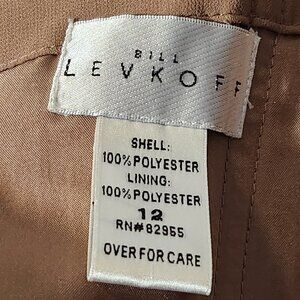 BILL
LEVKOFF
SHELL:
100% POLYESTER
LINING:
100% POLYESTER
12
RN#82955
OVER FOR CARE